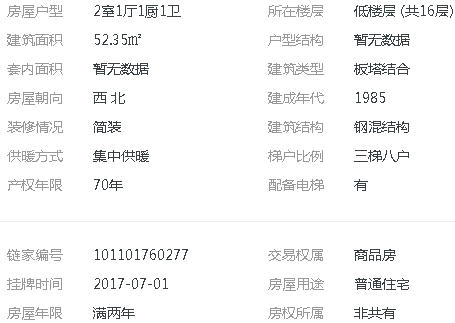 房屋户型 2室1厅1厨1卫 所在楼层 低楼层 (共16层)
建筑面积 52.35㎡ 户型结构 暂无数据
套内面积 暂无数据 建筑类型 板塔结合
房屋朝向 西 北 建成年代 1985
装修情况 简装 建筑结构 钢混结构
供暖方式 集中供暖 梯户比例 三梯八户
产权年限 70年 配备电梯 有
链家编号 101101760277 交易权属 商品房
挂牌时间 2017-07-01 房屋用途 普通住宅
房屋年限 满两年 房权所属 非共有